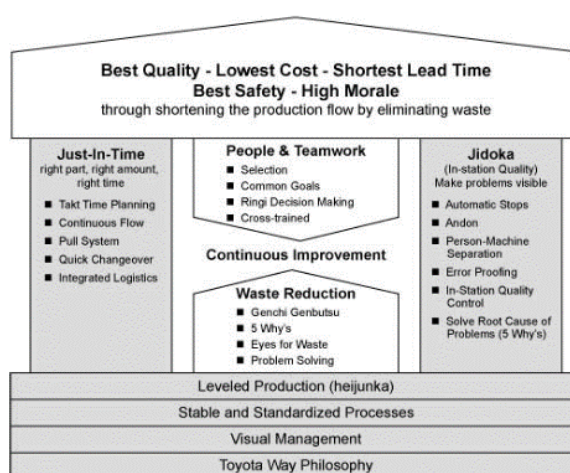 Best Quality - Lowest Cost - Shortest Lead Time
Best Safety - High Morale
through shortening the production flow by eliminating waste
Just-In-Time
right part, right amount,
right time
Takt Time Planning
Continuous Flow
Pull System
Quick Changeover
Integrated Logistics
People & Teamwork
Selection
Common Goals
Ringi Decision Making
Cross-trained
Continuous Improvement
Waste Reduction
Genchi Genbutsu
5 Why's
Eyes for Waste
Problem Solving
Jidoka
(In-station Quality)
Make problems visible
Automatic Stops
Andon
Person-Machine
Separation
Error Proofing
In-Station Quality
Control
Solve Root Cause of
Problems (5 Why's)
Leveled Production (heijunka)
Stable and Standardized Processes
Visual Management
Toyota Way Philosophy